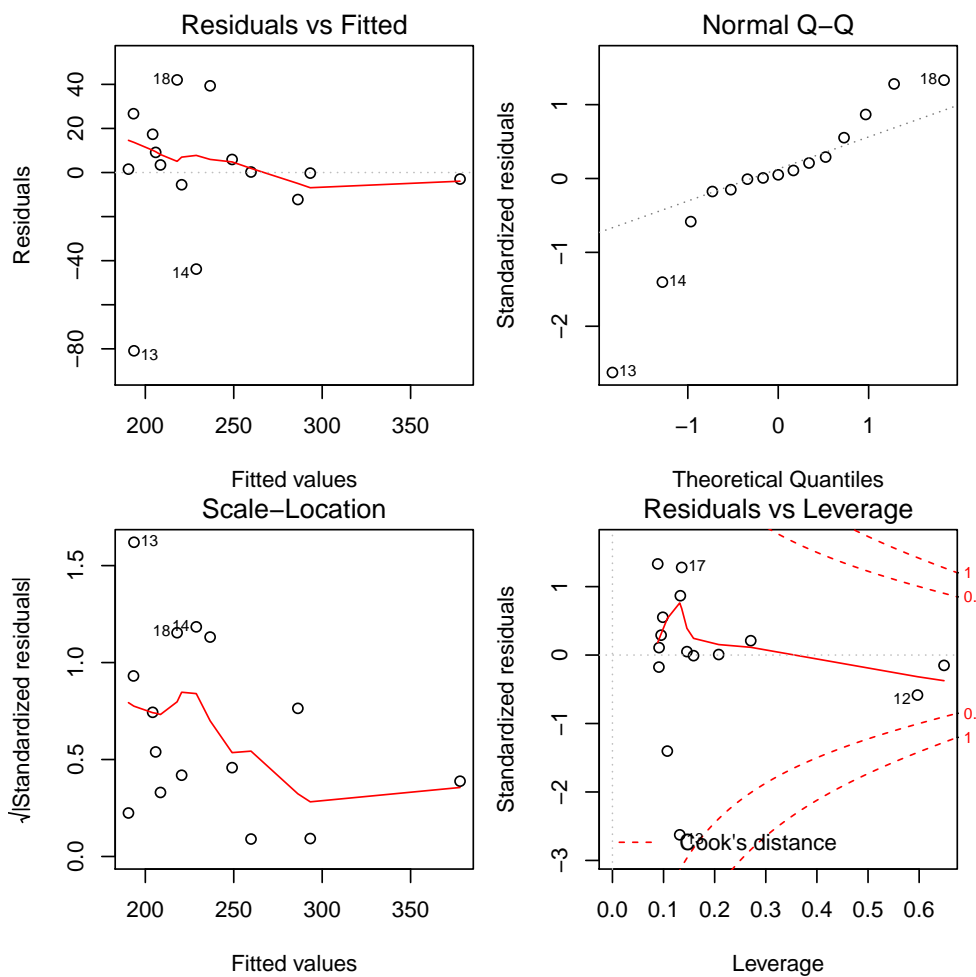 Residuals vs Fitted
Residuals
40
20
0
−40
−80
18
14
13
200 250 300 350
Fitted values
Normal Q−Q
Standardized residuals
1
0
−1
−2
18
14
13
−1 0 1
Theoretical Quantiles
Scale−Location
√|Standardized residuals|
1.5
1.0
0.5
0.0
13
18
14
200 250 300 350
Fitted values
Residuals vs Leverage
Standardized residuals
1
0
−1
−2
−3
17
12
13
1
0.
0.
1
Cook's distance
0.0 0.1 0.2 0.3 0.4 0.5 0.6
Leverage